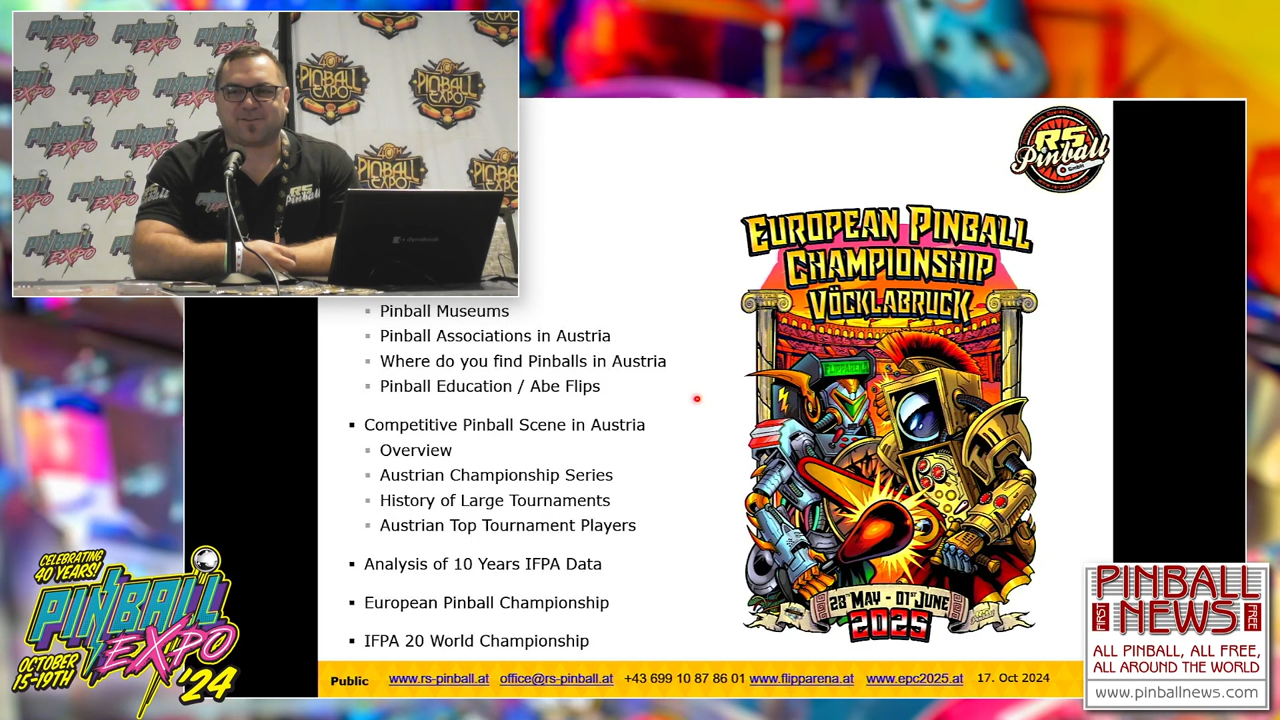 PINBALL
EXPO
40TH
PINBALL
EXPO
RS
Pinball
RS
Pinball
EUROPEAN PINBALL
CHAMPIONSHIP
VÖCKLABRUCK
FLIPPARENA
28TH MAY - 01ST JUNE
2025
Pinball Museums
Pinball Associations in Austria
Where do you find Pinballs in Austria
Pinball Education / Abe Flips
Competitive Pinball Scene in Austria
Overview
Austrian Championship Series
History of Large Tournaments
Austrian Top Tournament Players
Analysis of 10 Years IFPA Data
European Pinball Championship
IFPA 20 World Championship
Public www.rs-pinball.at office@rs-pinball.at +43 699 10 87 86 01 www.flipparena.at www.epc2025.at 17. Oct 2024
CELEBRATING
40 YEARS!
PINBALL
EXPO
OCTOBER
15-19TH
'24
PINBALL
FIRST NEWS FREE
ALL PINBALL, ALL FREE,
ALL AROUND THE WORLD
www.pinballnews.com